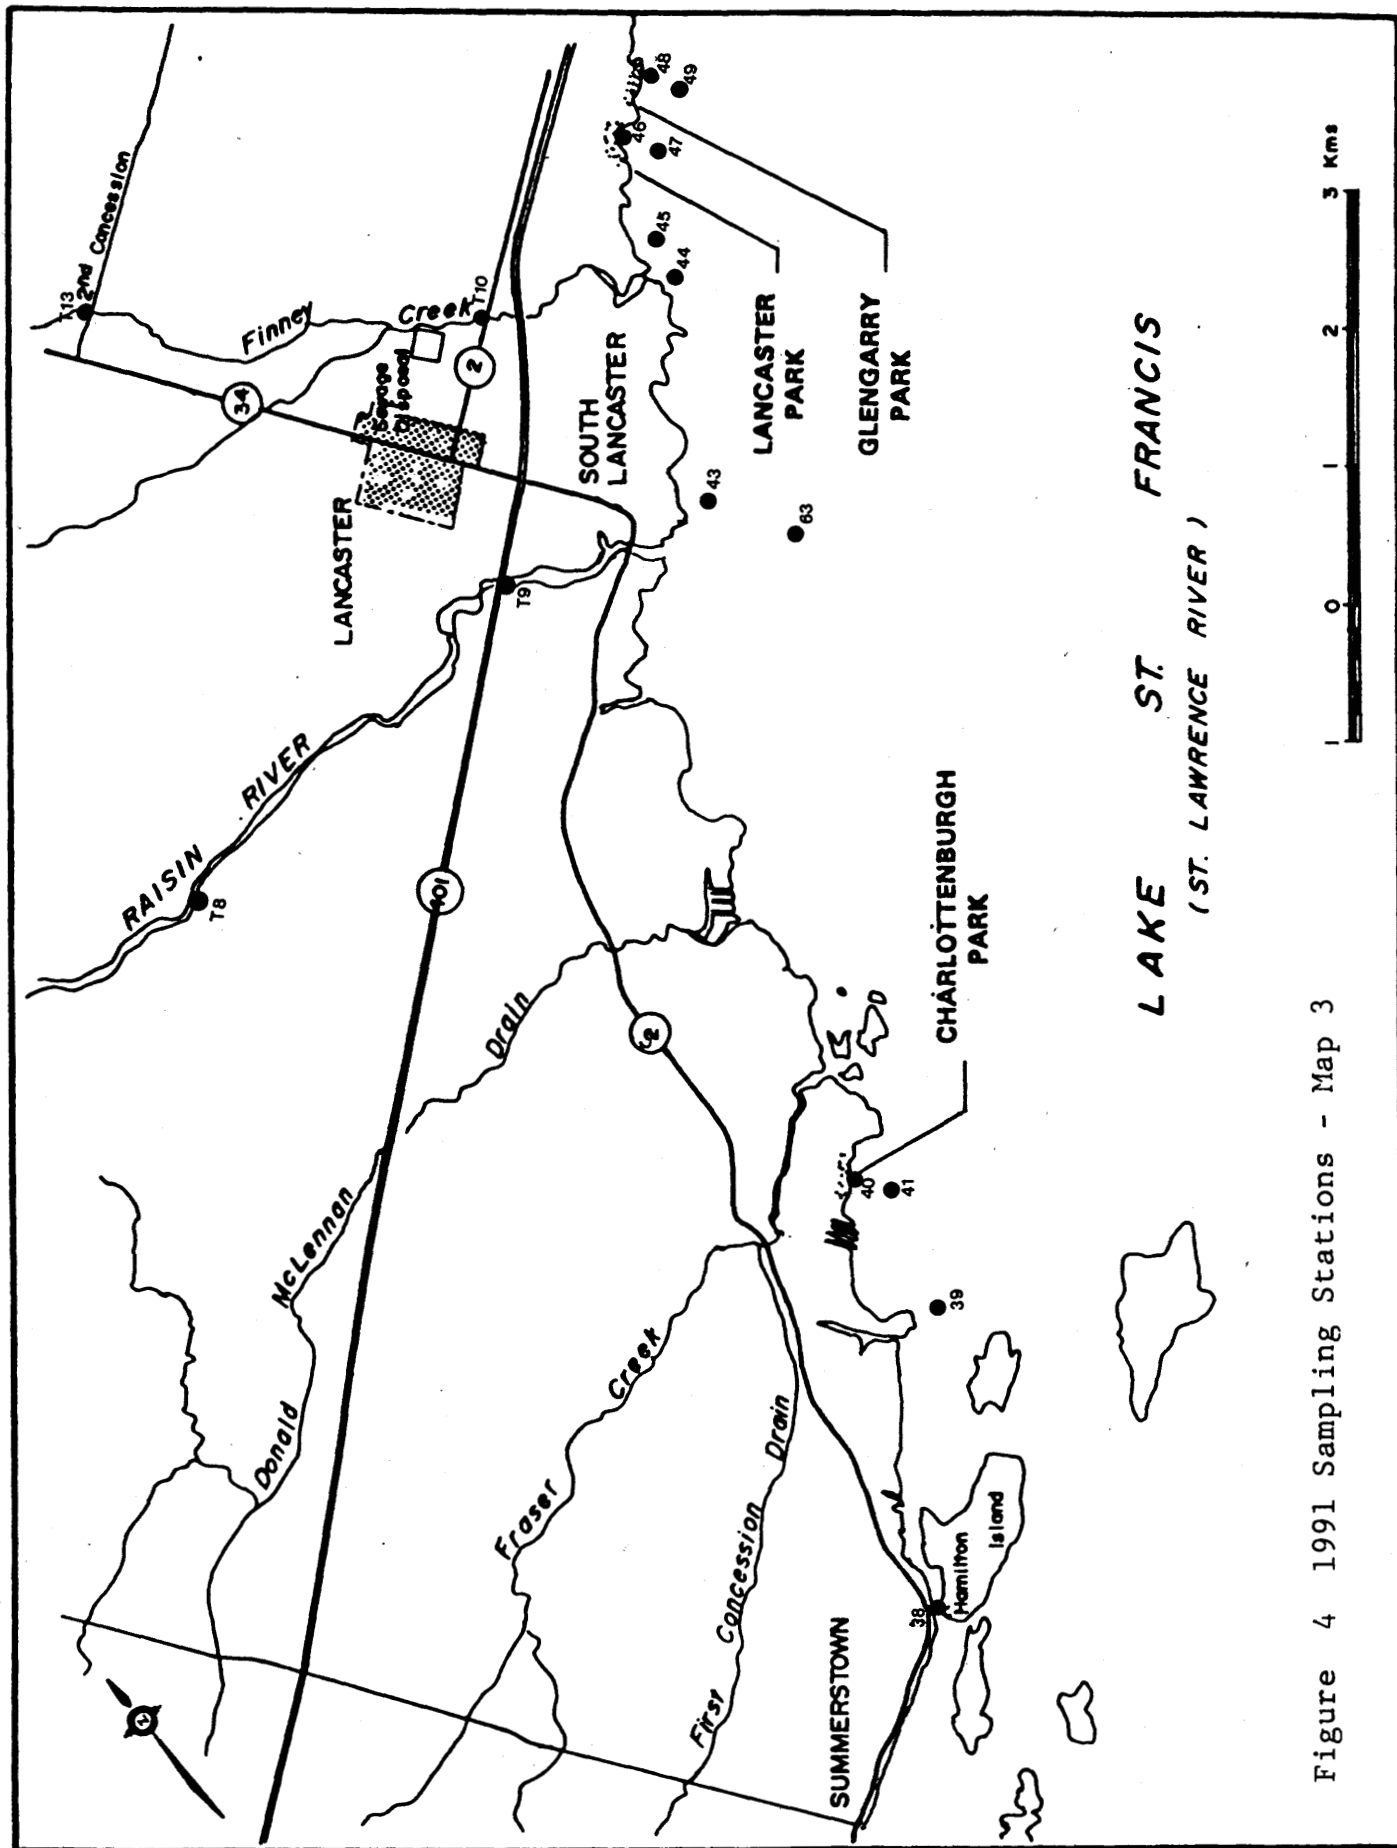 T13
2nd Concession
Finney
Creek
T10
34
Sewage
Disposal
2
LANCASTER
SOUTH
LANCASTER
46
47
48
49
45
44
LANCASTER
PARK
GLENGARRY
PARK
43
63
T9
RAISIN RIVER
T8
401
2
Donald McLennan Drain
CHARLOTTENBURGH
PARK
40
41
39
Fraser Creek
First Concession Drain
SUMMERSTOWN
38
Hamilton
Island
LAKE ST. FRANCIS
(ST. LAWRENCE RIVER)
1 0 1 2 3 Kms
Figure 4 1991 Sampling Stations - Map 3